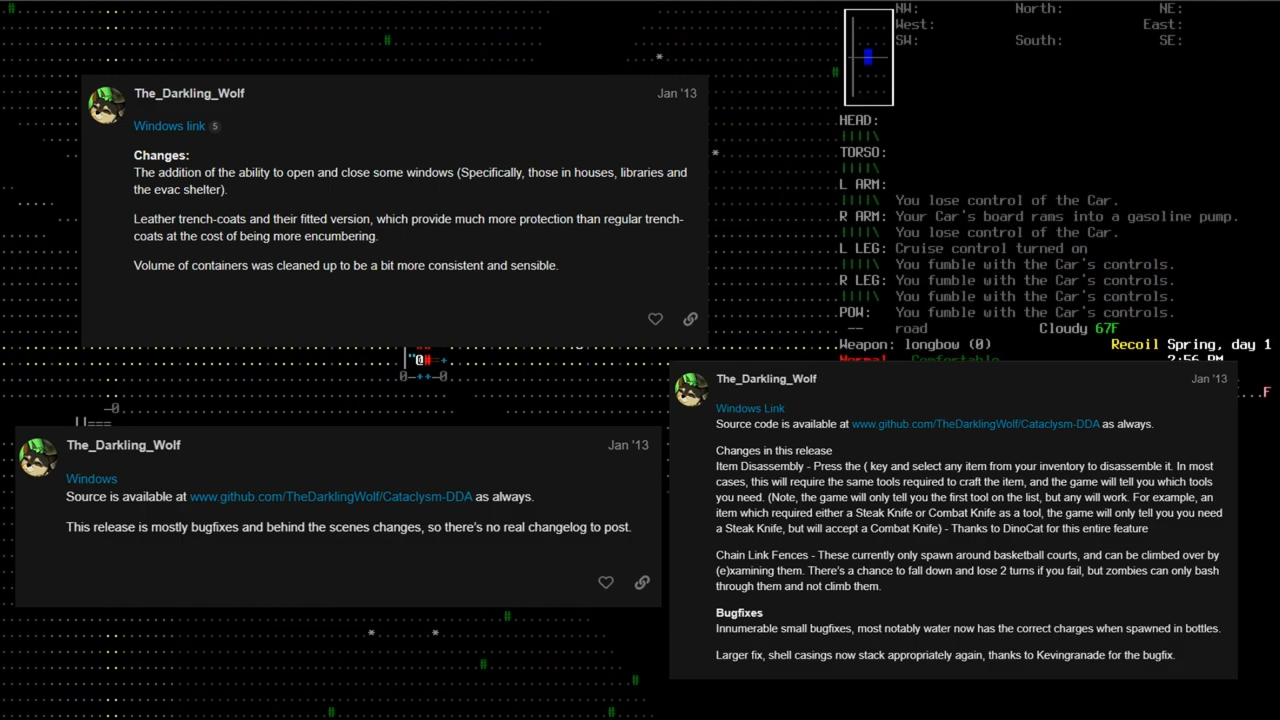 NW: North: NE:
West: East:
SW: South: SE:
The_Darkling_Wolf Jan '13
Windows link 5
Changes:
The addition of the ability to open and close some windows (Specifically, those in houses, libraries and
the evac shelter).
Leather trench-coats and their fitted version, which provide much more protection than regular trench-
coats at the cost of being more encumbering.
Volume of containers was cleaned up to be a bit more consistent and sensible.
HEAD:
TORSO:
L ARM:
You lose control of the Car.
R ARM: Your Car's board rams into a gasoline pump.
You lose control of the Car.
L LEG: Cruise control turned on
You fumble with the Car's controls.
R LEG: You fumble with the Car's controls.
You fumble with the Car's controls.
POW: You fumble with the Car's controls.
-- road Cloudy 67F
Weapon: longbow (0) Recoil Spring, day 1
Normal Comfortable 2:56 PM
F
The_Darkling_Wolf Jan '13
Windows Link
Source code is available at www.github.com/TheDarklingWolf/Cataclysm-DDA as always.
Changes in this release
Item Disassembly - Press the ( key and select any item from your inventory to disassemble it. In most
cases, this will require the same tools required to craft the item, and the game will tell you which tools
you need. (Note, the game will only tell you the first tool on the list, but any will work. For example, an
item which required either a Steak Knife or Combat Knife as a tool, the game will only tell you you need
a Steak Knife, but will accept a Combat Knife) - Thanks to DinoCat for this entire feature
Chain Link Fences - These currently only spawn around basketball courts, and can be climbed over by
(e)xamining them. There's a chance to fall down and lose 2 turns if you fail, but zombies can only bash
through them and not climb them.
Bugfixes
Innumerable small bugfixes, most notably water now has the correct charges when spawned in bottles.
Larger fix, shell casings now stack appropriately again, thanks to Kevingranade for the bugfix.
The_Darkling_Wolf Jan '13
Windows
Source is available at www.github.com/TheDarklingWolf/Cataclysm-DDA as always.
This release is mostly bugfixes and behind the scenes changes, so there's no real changelog to post.